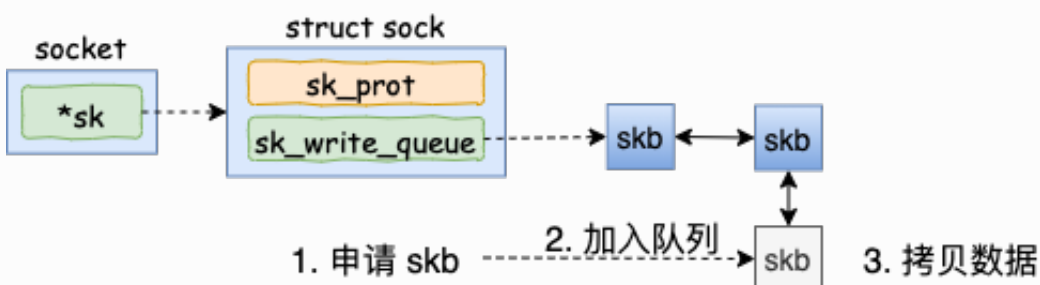 socket
struct sock
*sk
sk_prot
sk_write_queue
skb
skb
1. 申请 skb
2. 加入队列
skb
3. 拷贝数据